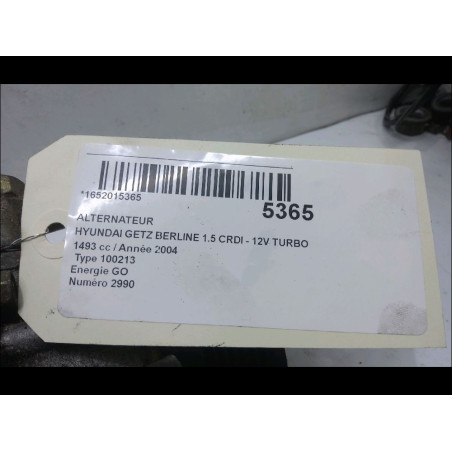 *1652015365
5365
ALTERNATEUR
HYUNDAI GETZ BERLINE 1.5 CRDI - 12V TURBO
1493 cc / Année 2004
Type 100213
Energie GO
Numéro 2990